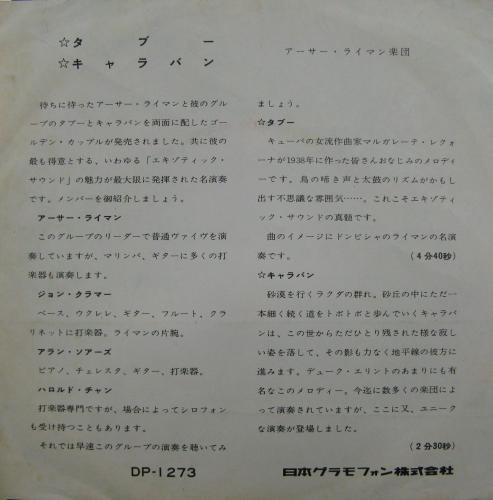 ☆タブー
☆キャラバン
アーサー・ライマン楽団
待ちに待ったアーサー・ライマンと彼のグル
ープのタブーとキャラバンを両面に配したゴー
ルデン・カップルが発売されました。共に彼の
最も得意とする、いわゆる「エキゾティック・
サウンド」の魅力が最大限に発揮された名演奏
です。メンバーを御紹介しましょう。
アーサー・ライマン
このグループのリーダーで普通ヴァイヴを演
奏していますが、マリンバ、ギターに多くの打
楽器も演奏します。
ジョン・クラマー
ベース、ウクレレ、ギター、フルート、クラ
リネットに打楽器。ライマンの片腕。
アラン・ソアーズ
ピアノ、チェレスタ、ギター、打楽器。
ハロルド・チャン
打楽器専門ですが、場合によってシロフォン
も受け持つこともあります。
それでは早速このグループの演奏を聴いてみ
ましょう。
☆タブー
キューバの女流作曲家マルガレーテ・レクォ
ーナが1938年に作った皆さんおなじみのメロディ
ーです。鳥の啼き声と太鼓のリズムがかもし
出す不思議な雰囲気……。これこそエキゾティ
ック・サウンドの真髄です。
曲のイメージにドンピシャのライマンの名演
奏です。(4分40秒)
☆キャラバン
砂漠を行くラクダの群れ。砂丘の中にただ一
本細く続く道をトボトボと歩んでいくキャラバ
ンは、この世からただひとり残された様な寂し
い姿を落して、その影も力なく地平線の彼方に
進みます。デューク・エリントのあまりにも有
名なこのメロディー。今迄に数多くの楽団によ
って演奏されていますが、ここに又、ユニーク
な演奏が登場しました。(2分30秒)
DP-1273
日本グラモフォン株式会社